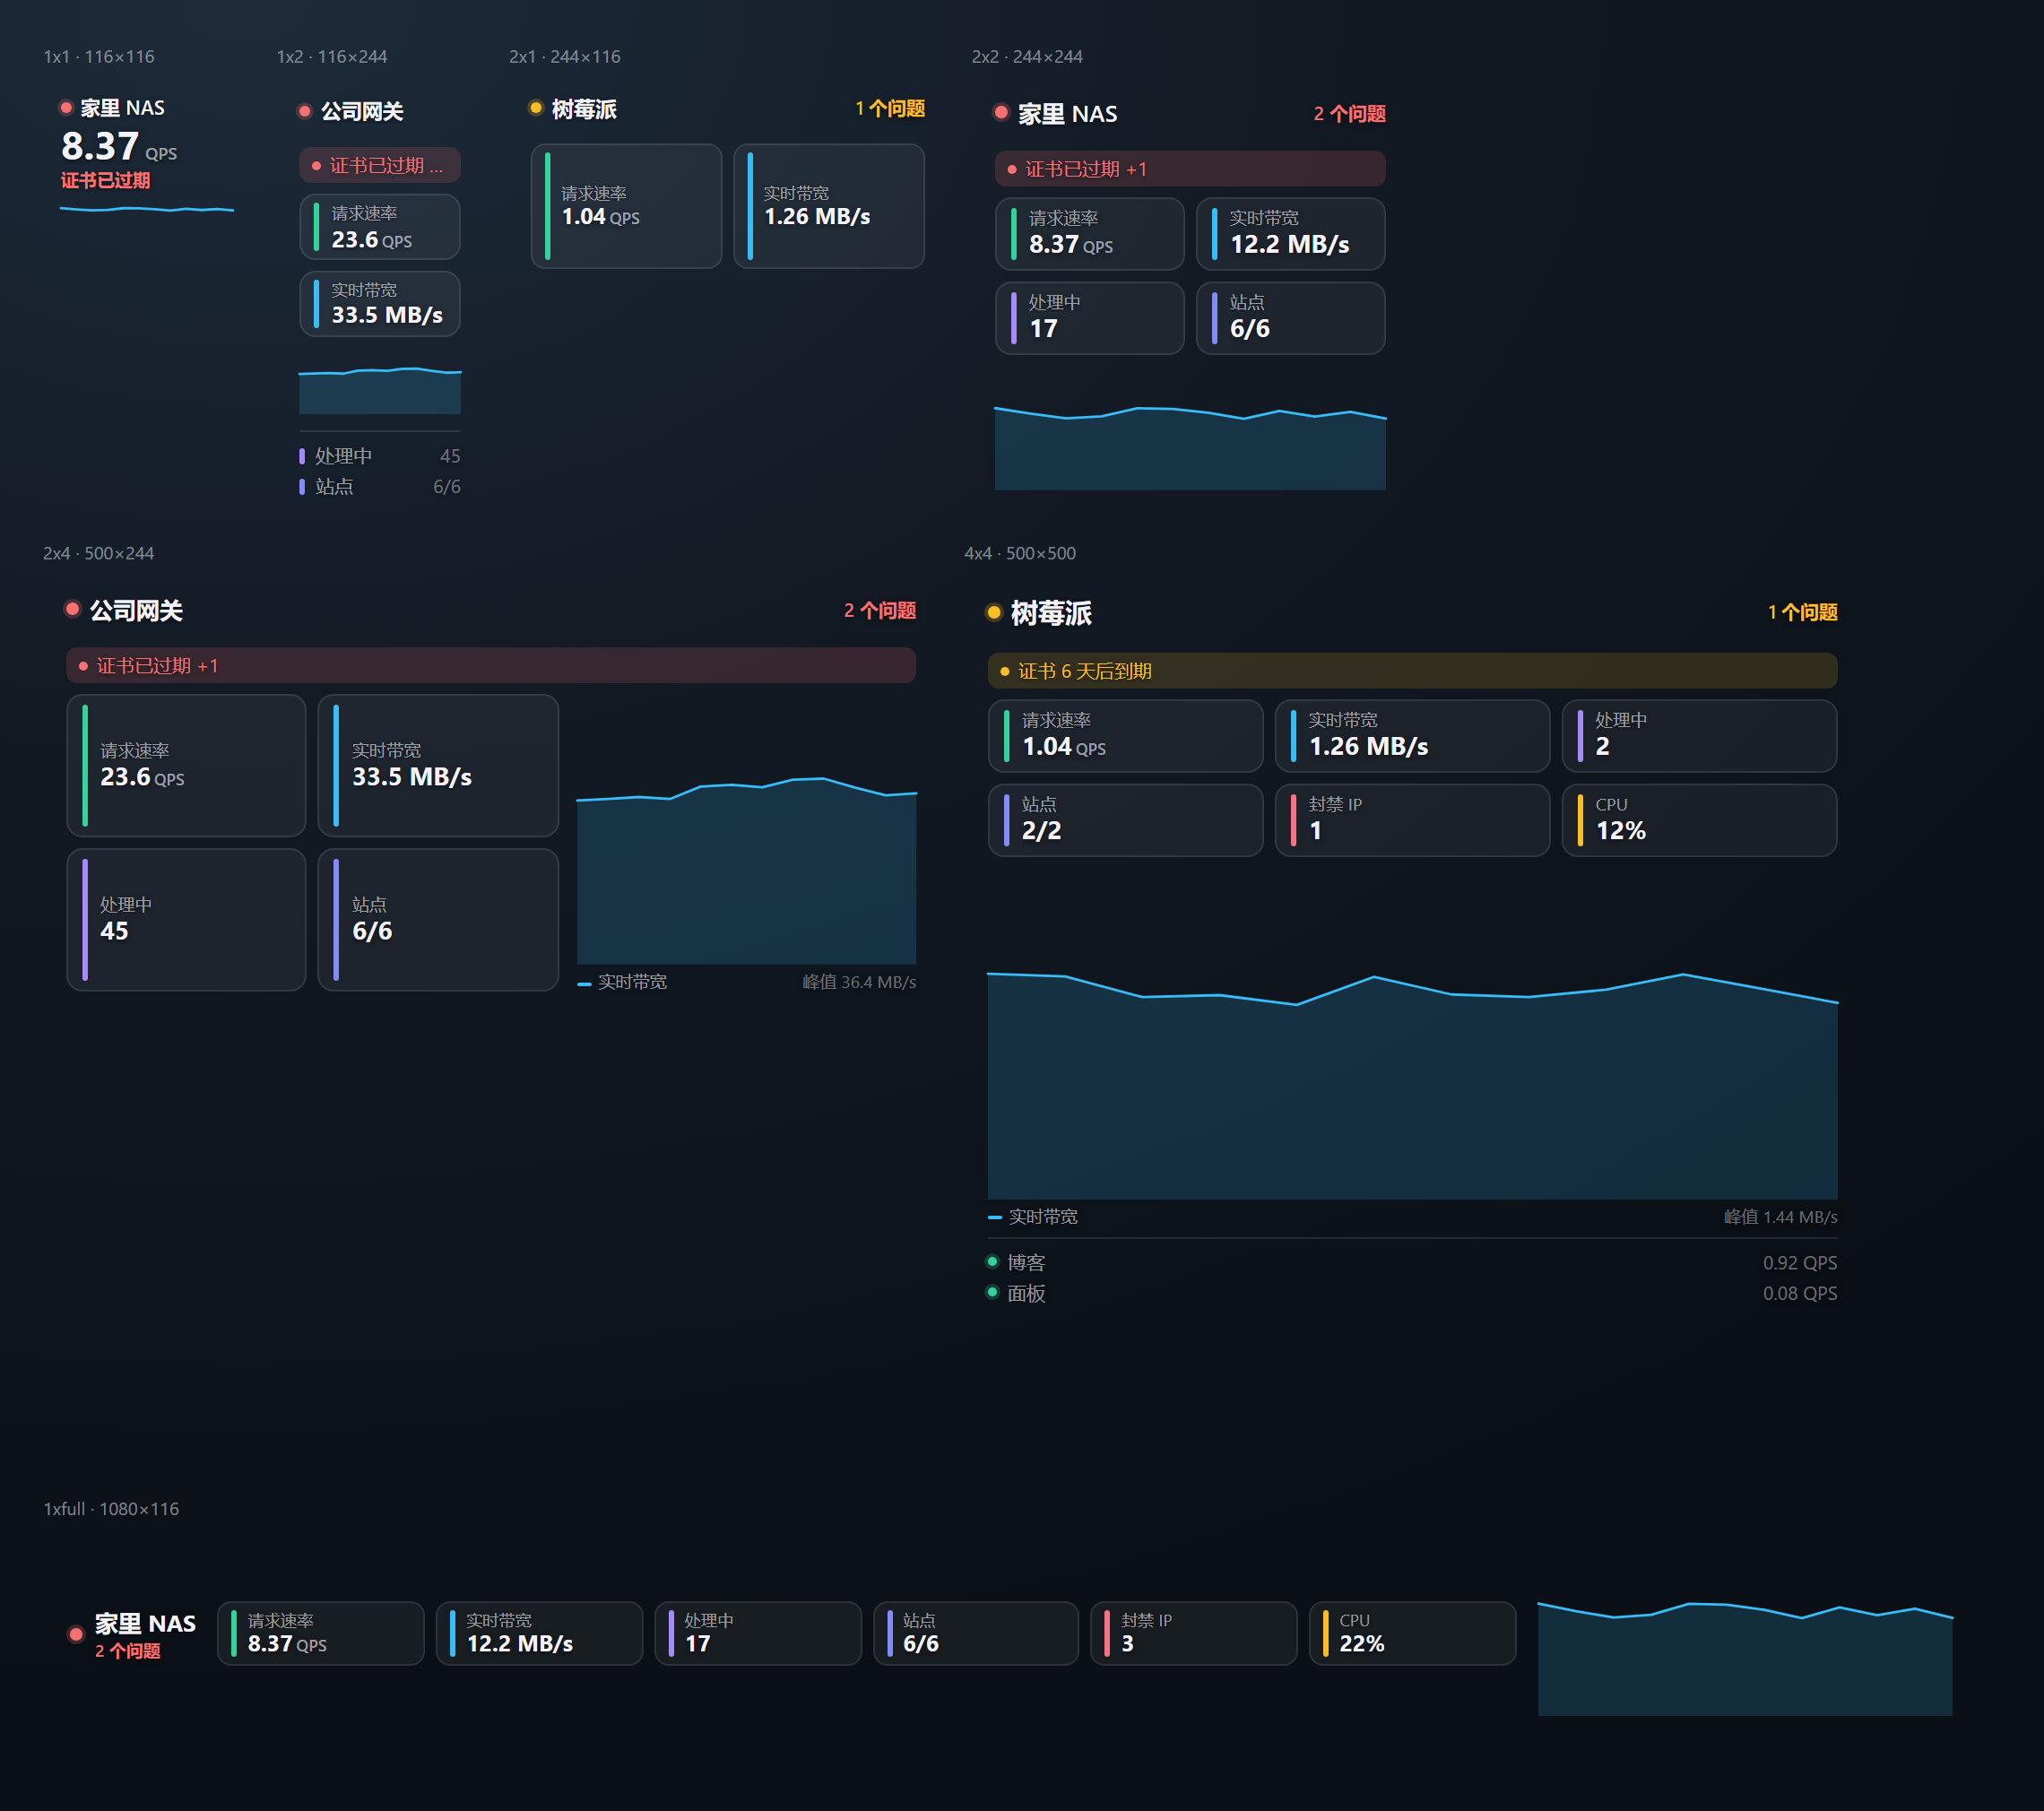 1x1 · 116×116
家里 NAS
8.37 QPS
证书已过期
1x2 · 116×244
公司网关
证书已过期 ...
请求速率
23.6 QPS
实时带宽
33.5 MB/s
处理中 45
站点 6/6
2x1 · 244×116
树莓派 1 个问题
请求速率
1.04 QPS
实时带宽
1.26 MB/s
2x2 · 244×244
家里 NAS 2 个问题
证书已过期 +1
请求速率
8.37 QPS
实时带宽
12.2 MB/s
处理中
17
站点
6/6
2x4 · 500×244
公司网关 2 个问题
证书已过期 +1
请求速率
23.6 QPS
实时带宽
33.5 MB/s
处理中
45
站点
6/6
实时带宽 峰值 36.4 MB/s
4x4 · 500×500
树莓派 1 个问题
证书 6 天后到期
请求速率
1.04 QPS
实时带宽
1.26 MB/s
处理中
2
站点
2/2
封禁 IP
1
CPU
12%
实时带宽 峰值 1.44 MB/s
博客 0.92 QPS
面板 0.08 QPS
1xfull · 1080×116
家里 NAS
2 个问题
请求速率
8.37 QPS
实时带宽
12.2 MB/s
处理中
17
站点
6/6
封禁 IP
3
CPU
22%